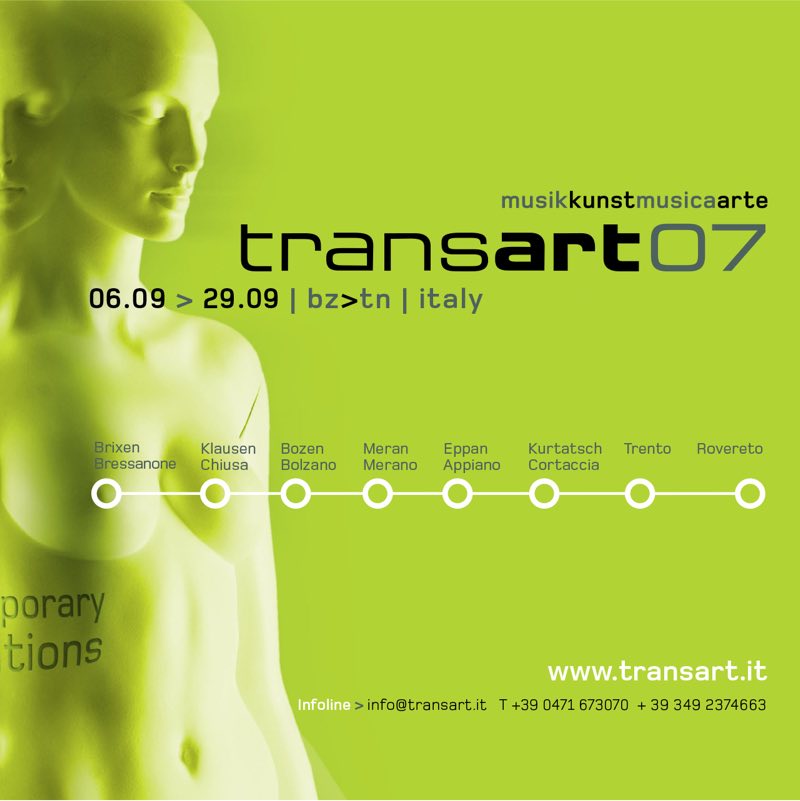 musikkunstmusicaarte
transart07
06.09 > 29.09 | bz>tn | italy
Brixen
Bressanone
Klausen
Chiusa
Bozen
Bolzano
Meran
Merano
Eppan
Appiano
Kurtatsch
Cortaccia
Trento
Rovereto
porary
tions
www.transart.it
Infoline > info@transart.it T +39 0471 673070 + 39 349 2374663